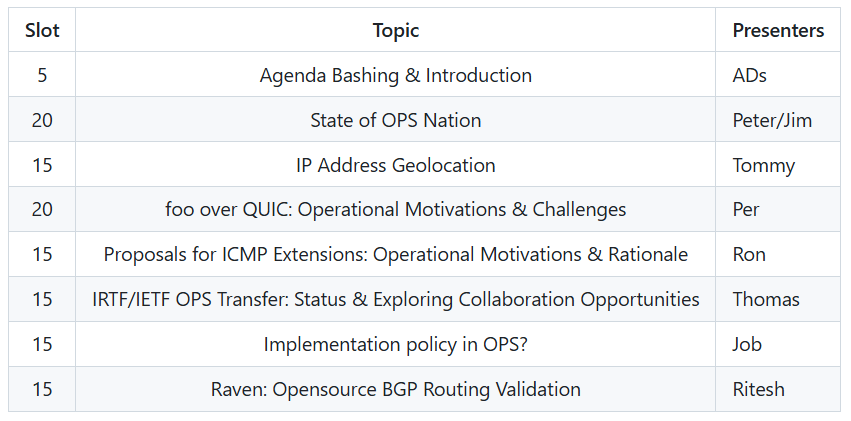 Slot Topic Presenters
5 Agenda Bashing & Introduction ADs
20 State of OPS Nation Peter/Jim
15 IP Address Geolocation Tommy
20 foo over QUIC: Operational Motivations & Challenges Per
15 Proposals for ICMP Extensions: Operational Motivations & Rationale Ron
15 IRTF/IETF OPS Transfer: Status & Exploring Collaboration Opportunities Thomas
15 Implementation policy in OPS? Job
15 Raven: Opensource BGP Routing Validation Ritesh